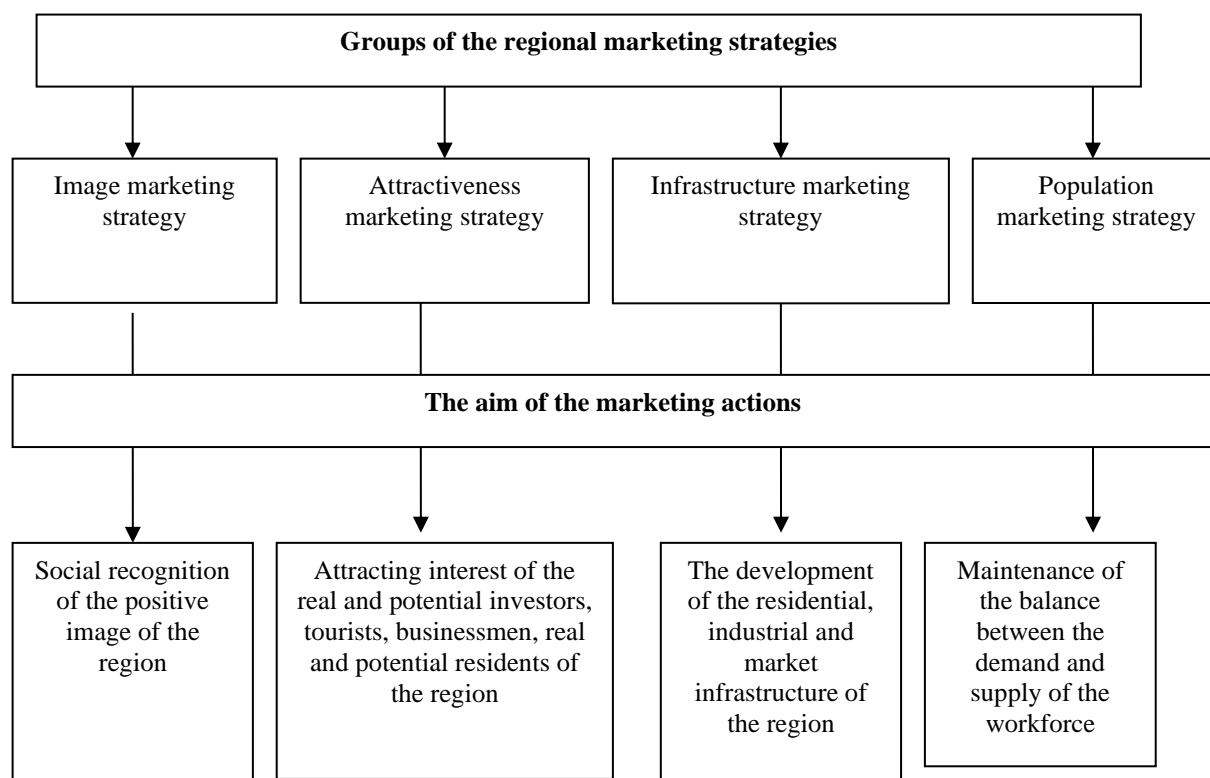 Groups of the regional marketing strategies
Image marketing
strategy
Attractiveness
marketing strategy
Infrastructure marketing
strategy
Population
marketing strategy
The aim of the marketing actions
Social recognition
of the positive
image of the
region
Attracting interest of the
real and potential investors,
tourists, businessmen, real
and potential residents of
the region
The development
of the residential,
industrial and
market
infrastructure of
the region
Maintenance of
the balance
between the
demand and
supply of the
workforce